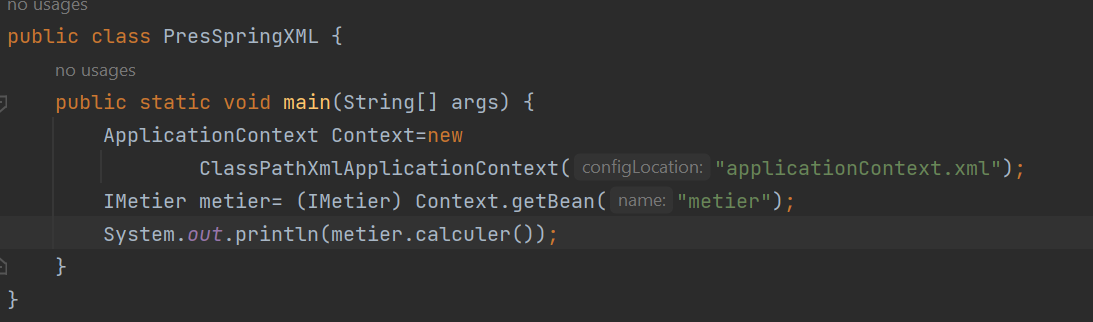 no usages
public class PresSpringXML {
no usages
public static void main(String[] args) {
ApplicationContext Context=new
ClassPathXmlApplicationContext( configLocation: "applicationContext.xml");
IMetier metier= (IMetier) Context.getBean( name: "metier");
System.out.println(metier.calculer());
}
}